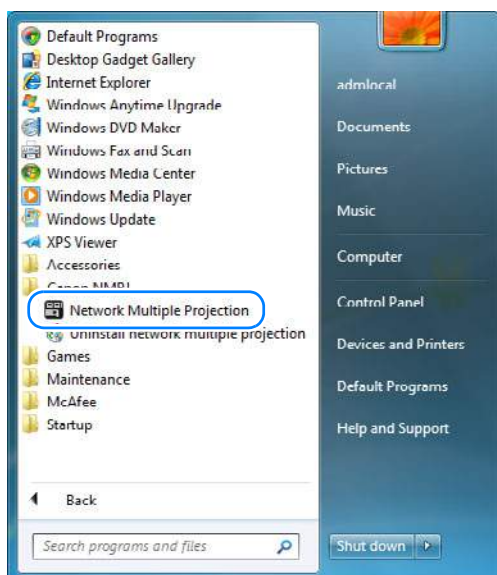 Default Programs
Desktop Gadget Gallery
Internet Explorer
Windows Anytime Upgrade
Windows DVD Maker
Windows Fax and Scan
Windows Media Center
Windows Media Player
Windows Update
XPS Viewer
Accessories
Canon NMPJ
Network Multiple Projection
Uninstall network multiple projection
Games
Maintenance
McAfee
Startup
Back
Search programs and files
admlocal
Documents
Pictures
Music
Computer
Control Panel
Devices and Printers
Default Programs
Help and Support
Shut down